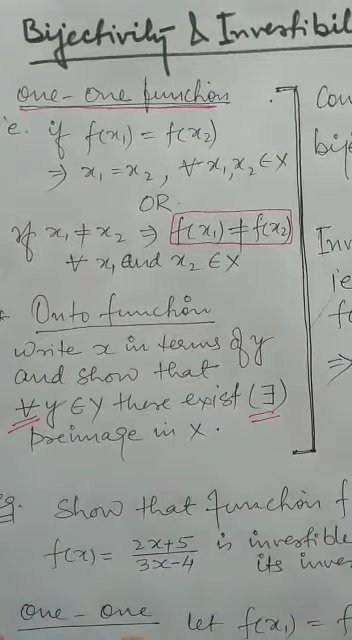 Bijectivity & Invertibil
one-one function
i.e. if f(x₁) = f(x₂)
⇒ x₁ = x₂, ∀ x₁, x₂ ∈ X
OR
If x₁ ≠ x₂ ⇒ f(x₁) ≠ f(x₂)
∀ x₁ and x₂ ∈ X
Onto function
write x in terms of y
and show that
∀ y ∈ Y there exist (∃)
preimage in X.
Con
bij
Inv
ie
fo
⇒
eg. Show that function f
f(x) = (2x+5)/(3x-4) is invertible
its inver
one-one let f(x₁) = f